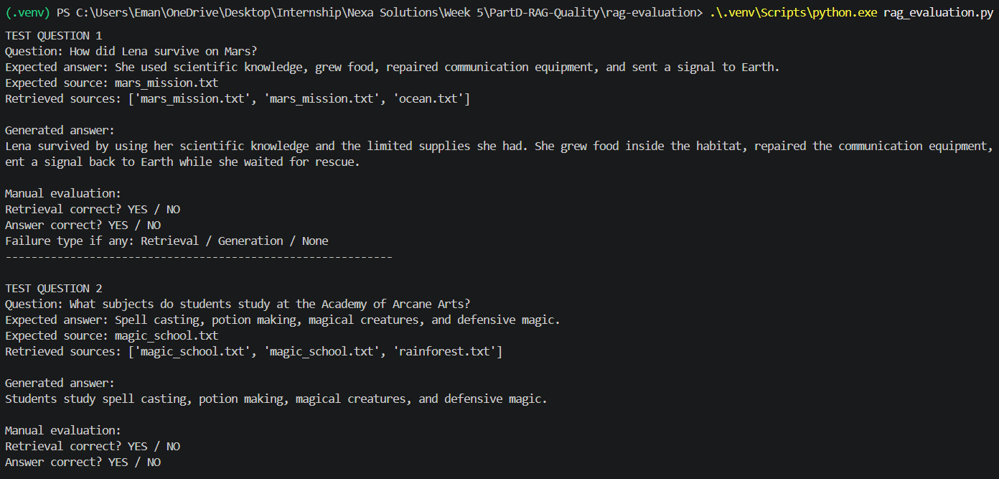 (.venv) PS C:\Users\Eman\OneDrive\Desktop\Internship\Nexa Solutions\Week 5\PartD-RAG-Quality\rag-evaluation> .\.venv\Scripts\python.exe rag_evaluation.py
TEST QUESTION 1
Question: How did Lena survive on Mars?
Expected answer: She used scientific knowledge, grew food, repaired communication equipment, and sent a signal to Earth.
Expected source: mars_mission.txt
Retrieved sources: ['mars_mission.txt', 'mars_mission.txt', 'ocean.txt']
Generated answer:
Lena survived by using her scientific knowledge and the limited supplies she had. She grew food inside the habitat, repaired the communication equipment,
ent a signal back to Earth while she waited for rescue.
Manual evaluation:
Retrieval correct? YES / NO
Answer correct? YES / NO
Failure type if any: Retrieval / Generation / None
------------------------------------------------------------
TEST QUESTION 2
Question: What subjects do students study at the Academy of Arcane Arts?
Expected answer: Spell casting, potion making, magical creatures, and defensive magic.
Expected source: magic_school.txt
Retrieved sources: ['magic_school.txt', 'magic_school.txt', 'rainforest.txt']
Generated answer:
Students study spell casting, potion making, magical creatures, and defensive magic.
Manual evaluation:
Retrieval correct? YES / NO
Answer correct? YES / NO